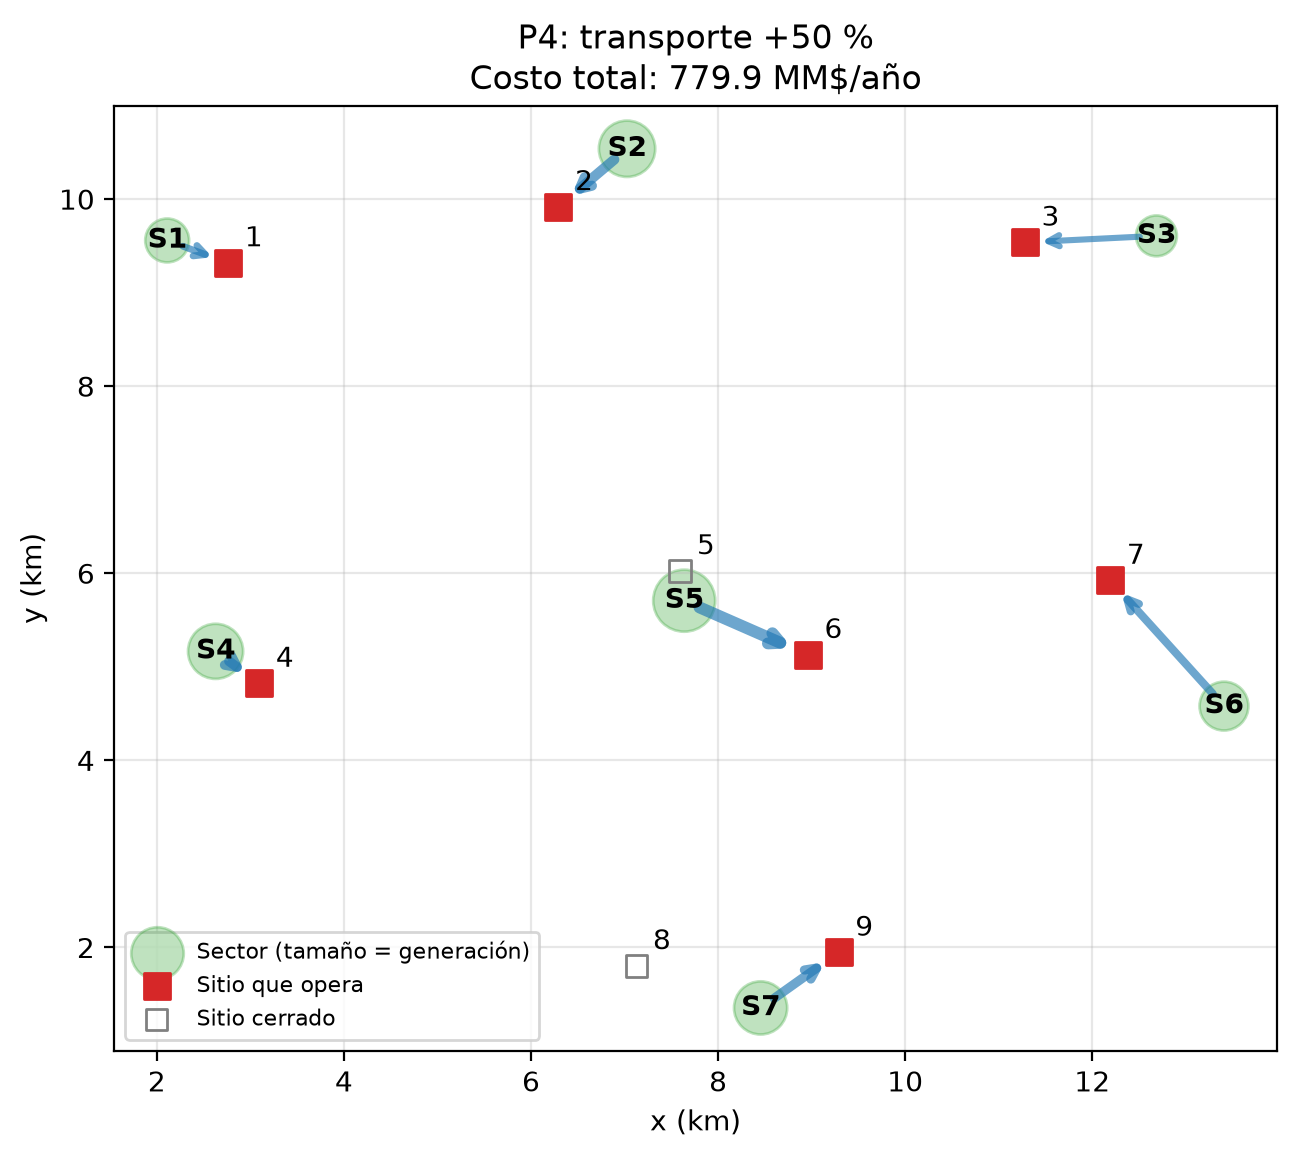 P4: transporte +50 %
Costo total: 779.9 MM$/año
S2
2
S1
1
3
S3
5
S5
6
7
S4
4
S6
8
9
S7
Sector (tamaño = generación)
Sitio que opera
Sitio cerrado
10
8
6
4
2
y (km)
2 4 6 8 10 12
x (km)